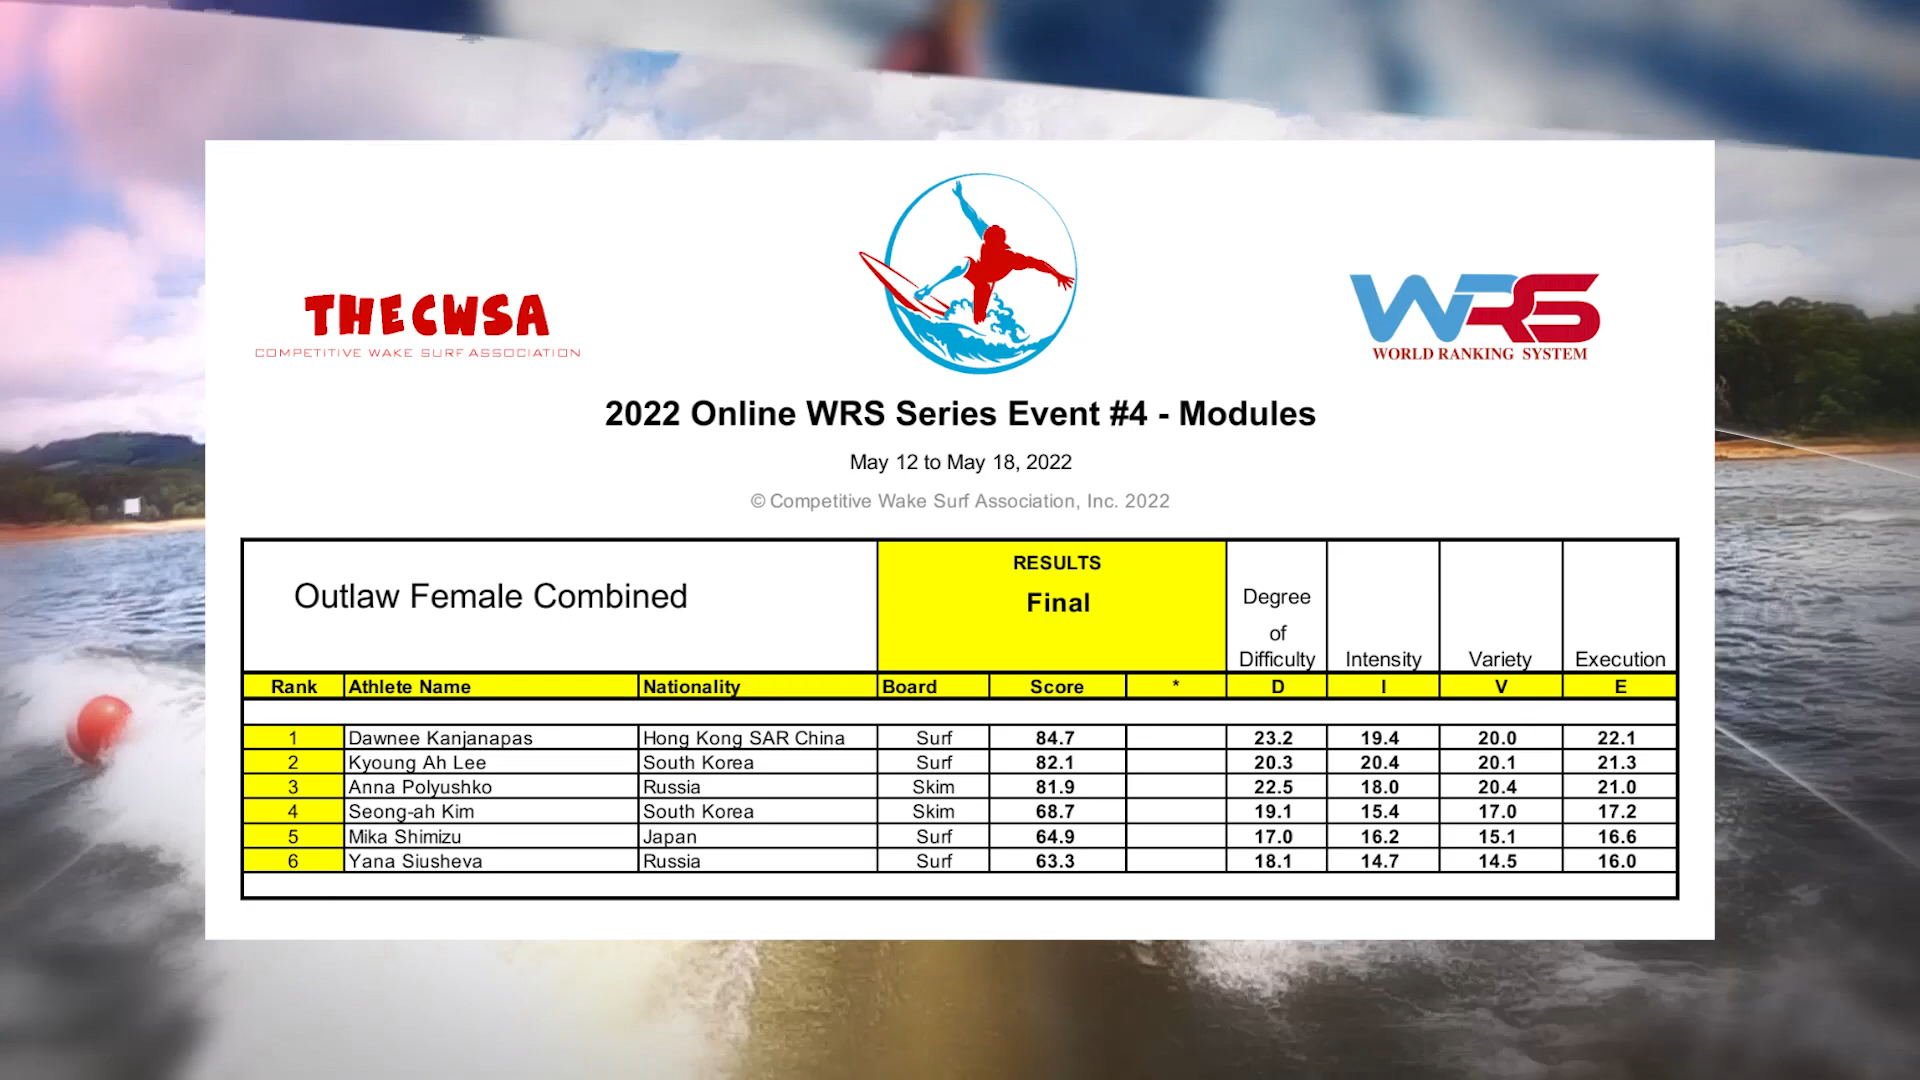 THECWSA
COMPETITIVE WAKE SURF ASSOCIATION
WRS
WORLD RANKING SYSTEM
2022 Online WRS Series Event #4 - Modules
May 12 to May 18, 2022
© Competitive Wake Surf Association, Inc. 2022
Outlaw Female Combined
RESULTS
Final
Degree
of
Difficulty Intensity Variety Execution
Rank Athlete Name Nationality Board Score * D I V E
1 Dawnee Kanjanapas Hong Kong SAR China Surf 84.7 23.2 19.4 20.0 22.1
2 Kyoung Ah Lee South Korea Surf 82.1 20.3 20.4 20.1 21.3
3 Anna Polyushko Russia Skim 81.9 22.5 18.0 20.4 21.0
4 Seong-ah Kim South Korea Skim 68.7 19.1 15.4 17.0 17.2
5 Mika Shimizu Japan Surf 64.9 17.0 16.2 15.1 16.6
6 Yana Siusheva Russia Surf 63.3 18.1 14.7 14.5 16.0